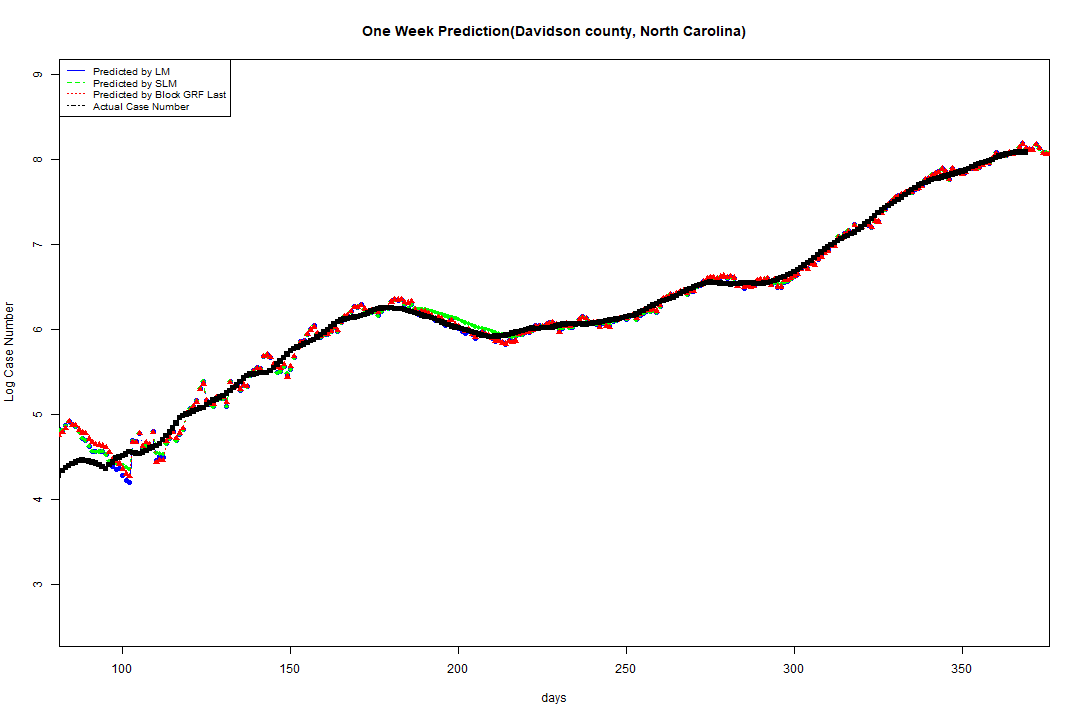 One Week Prediction(Davidson county, North Carolina)
Predicted by LM
Predicted by SLM
Predicted by Block GRF Last
Actual Case Number
9
8
7
6
5
4
3
Log Case Number
100 150 200 250 300 350
days